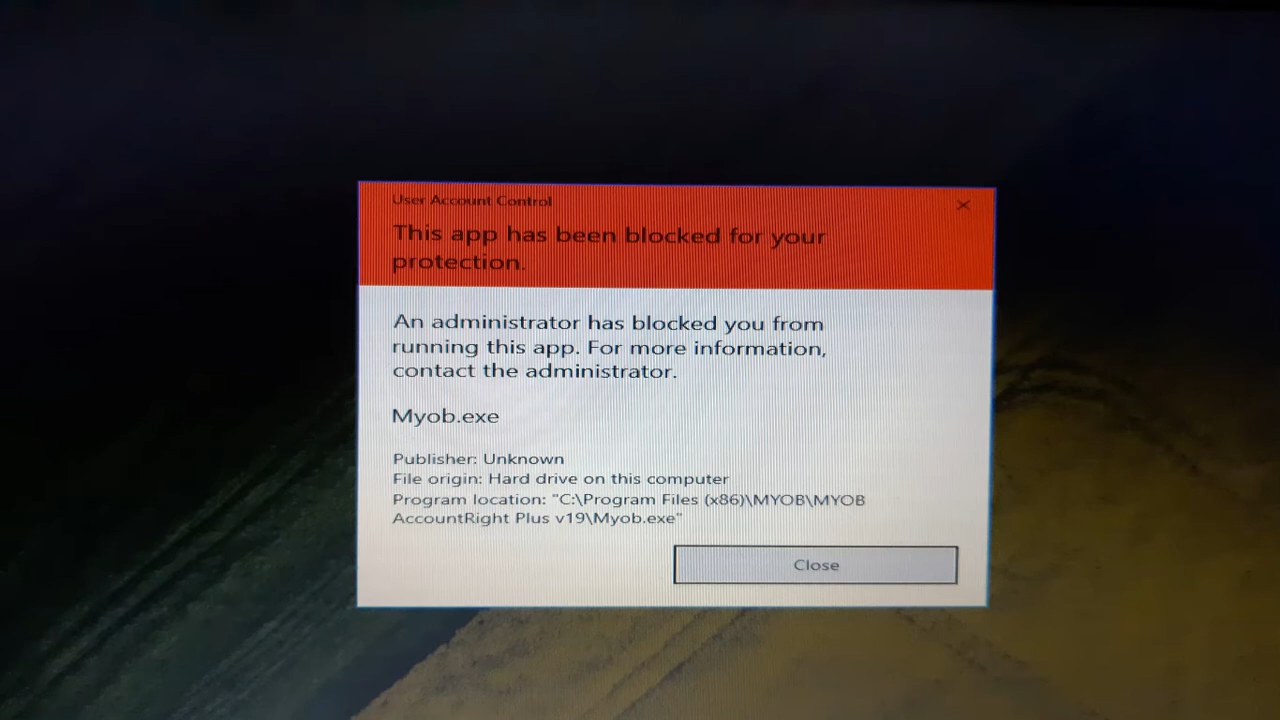 User Account Control
This app has been blocked for your
protection.
An administrator has blocked you from
running this app. For more information,
contact the administrator.
Myob.exe
Publisher: Unknown
File origin: Hard drive on this computer
Program location: "C:\Program Files (x86)\MYOB\MYOB
AccountRight Plus v19\Myob.exe"
Close